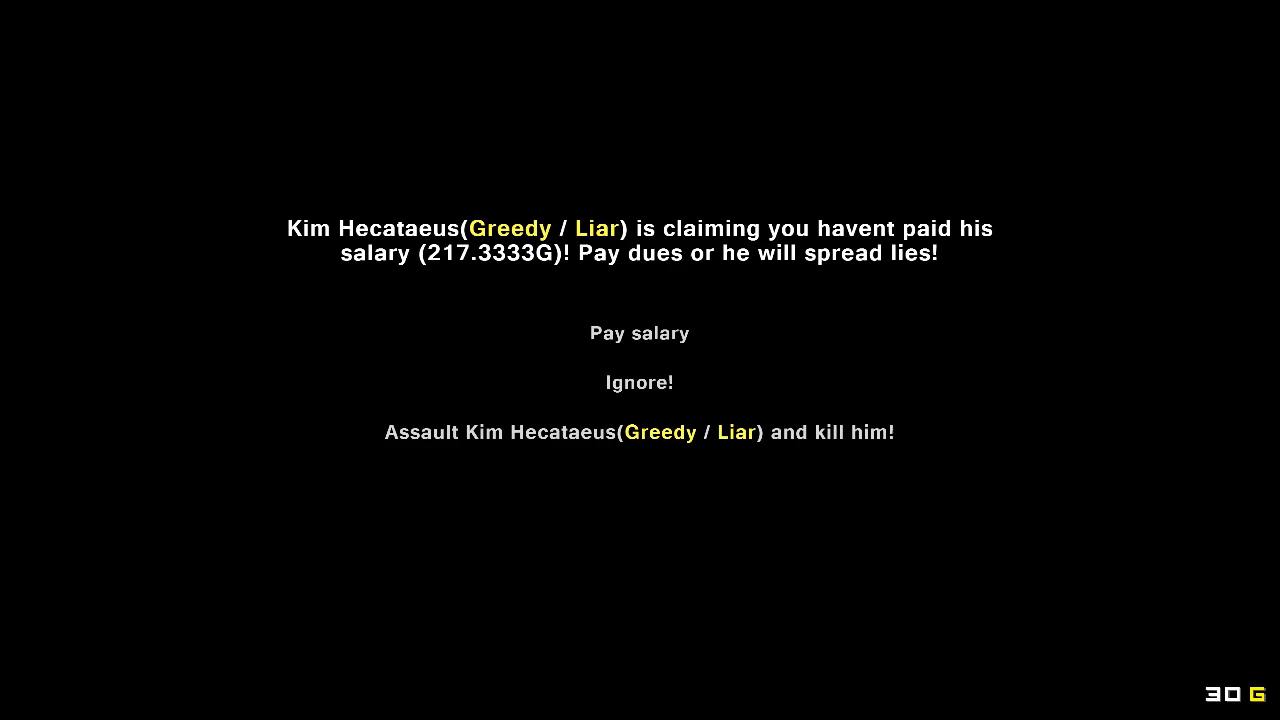 Kim Hecataeus(Greedy / Liar) is claiming you havent paid his
salary (217.3333G)! Pay dues or he will spread lies!
Pay salary
Ignore!
Assault Kim Hecataeus(Greedy / Liar) and kill him!
30 G